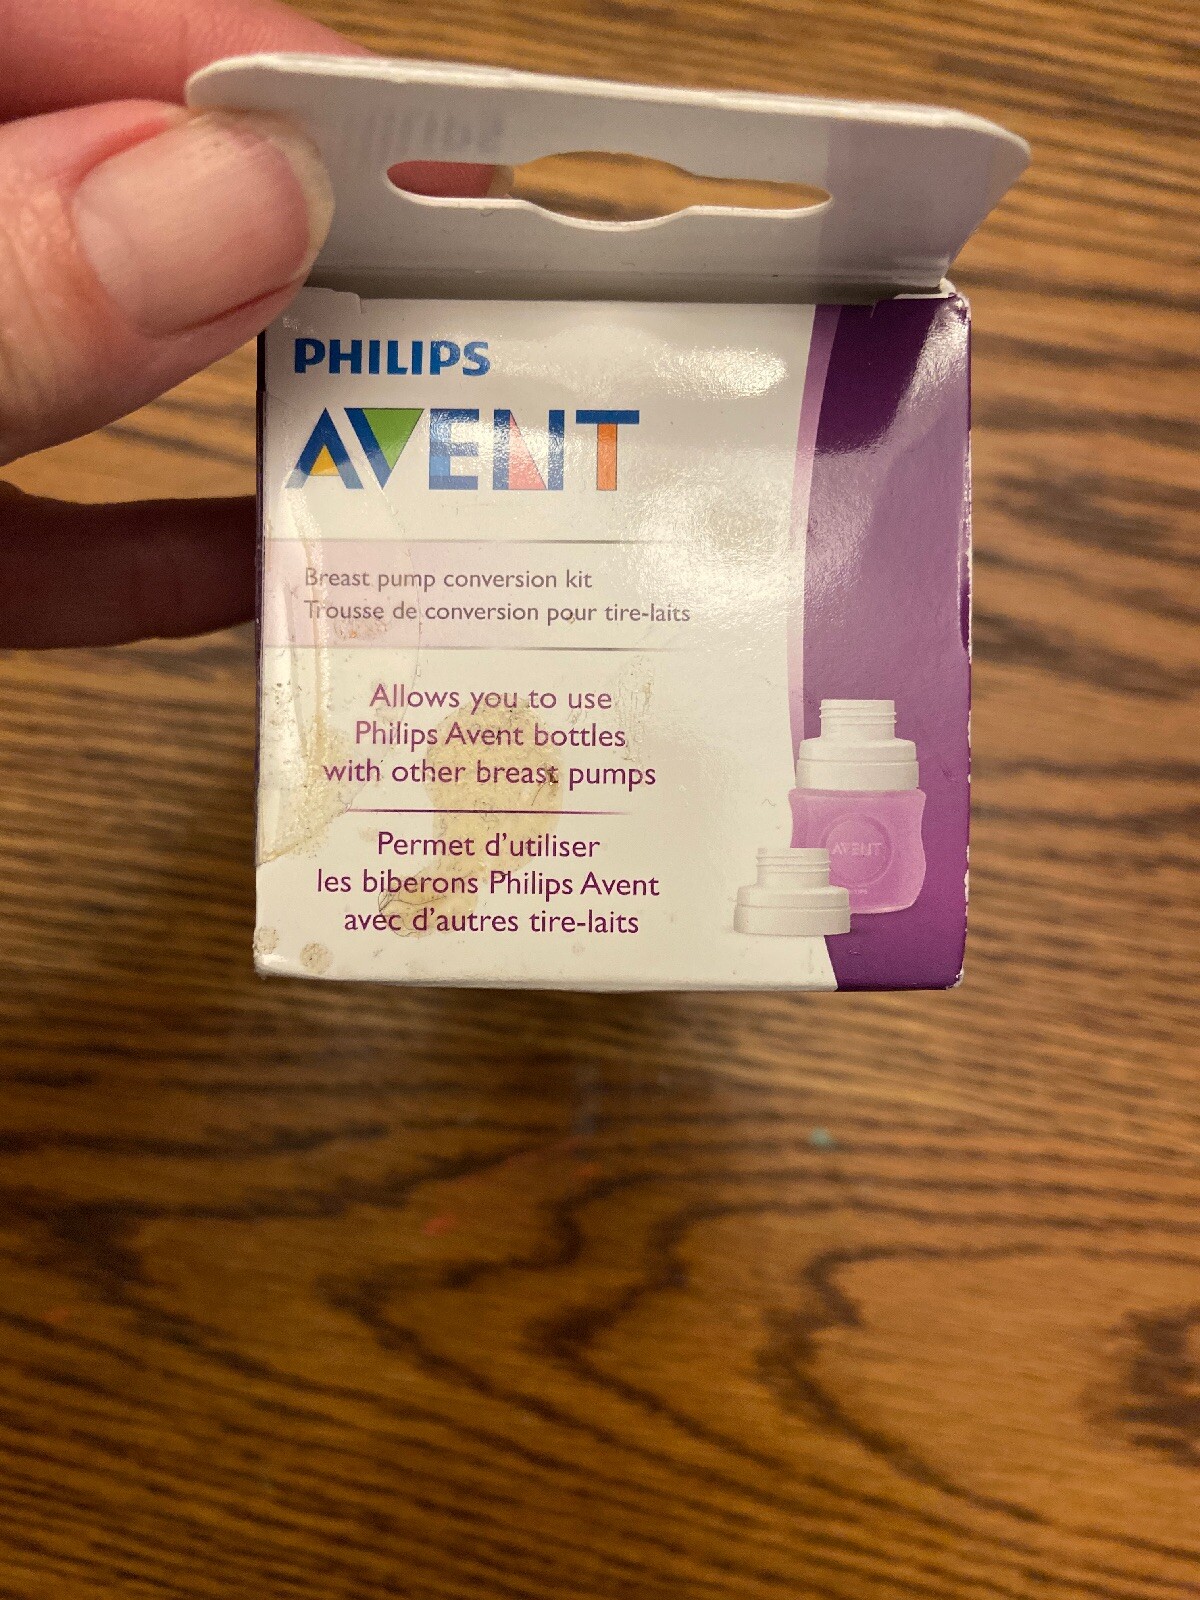 PHILIPS
AVENT
Breast pump conversion kit
Trousse de conversion pour tire-laits
Allows you to use
Philips Avent bottles
with other breast pumps
Permet d'utiliser
les biberons Philips Avent
avec d'autres tire-laits
AVENT